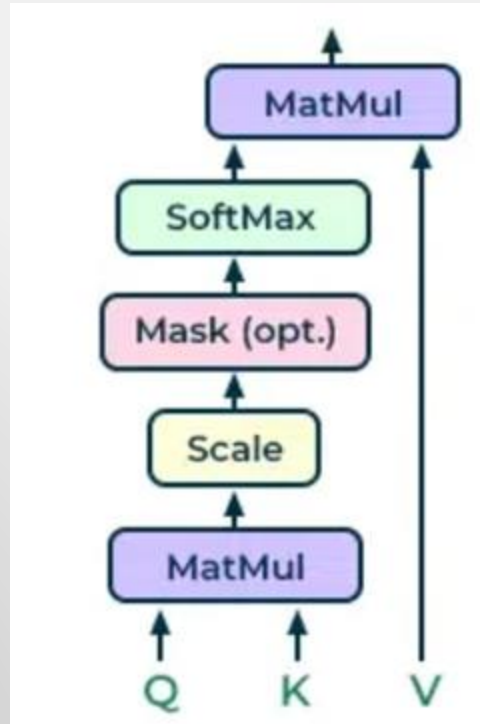 MatMul
SoftMax
Mask (opt.)
Scale
MatMul
Q K V